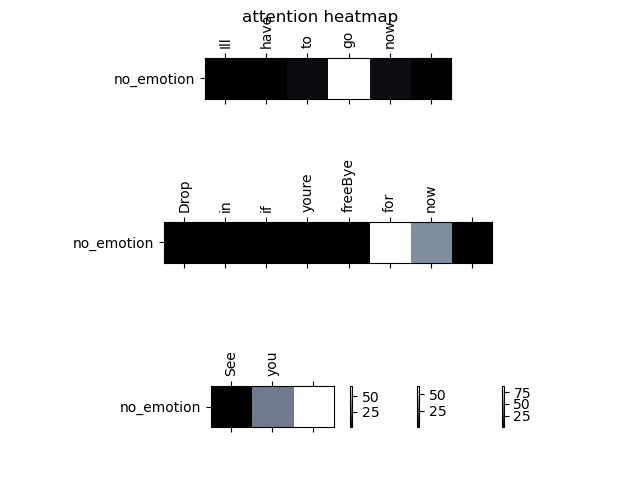 attention heatmap
Ill have to go now
no_emotion
Drop in if youre freeBye for now
no_emotion
See you
no_emotion
50 25
50 25
75 50 25